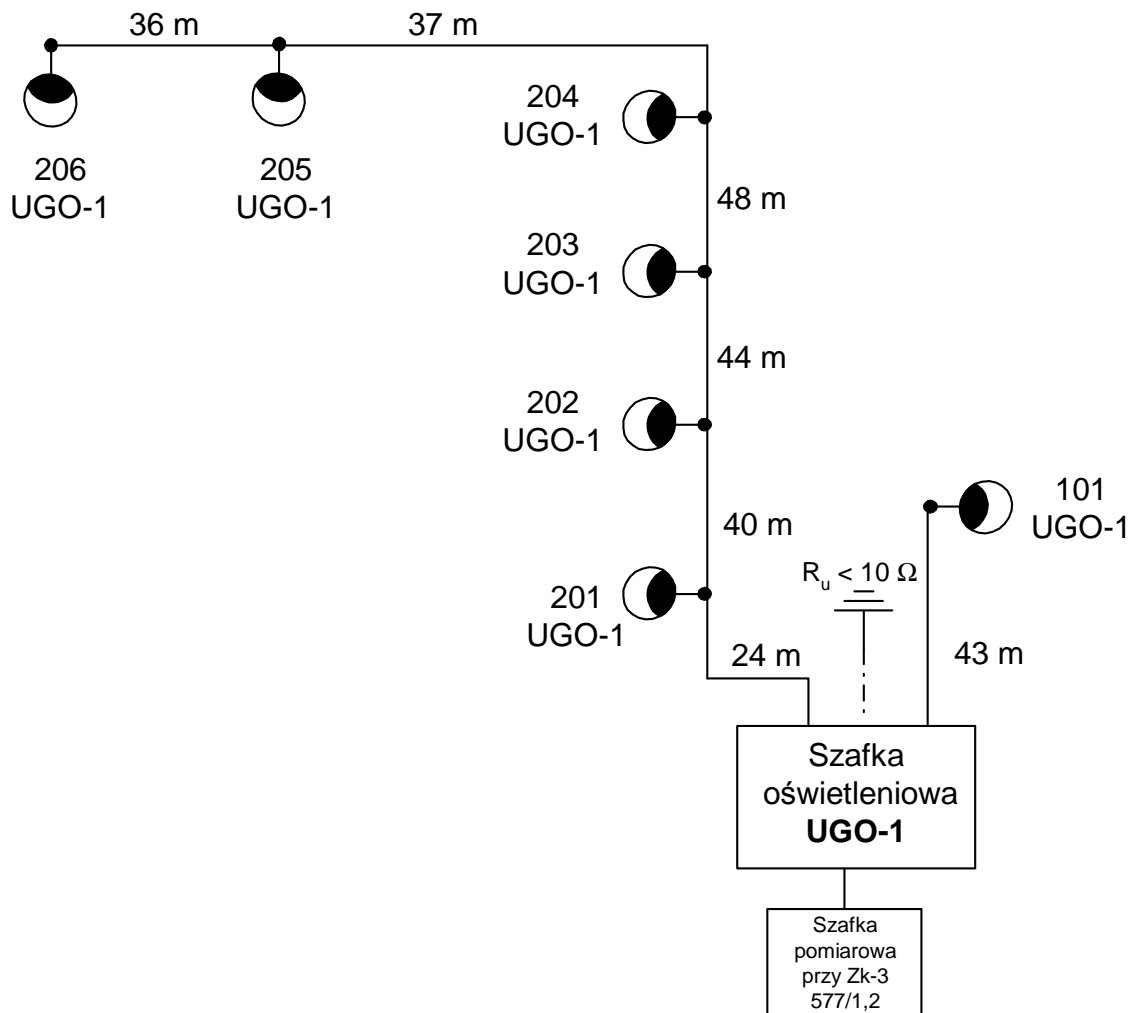 36 m
37 m
204
UGO-1
206
UGO-1
205
UGO-1
48 m
203
UGO-1
44 m
202
UGO-1
101
UGO-1
40 m
Ru < 10 Ω
201
UGO-1
24 m
43 m
Szafka
oświetleniowa
UGO-1
Szafka
pomiarowa
przy Zk-3
577/1,2